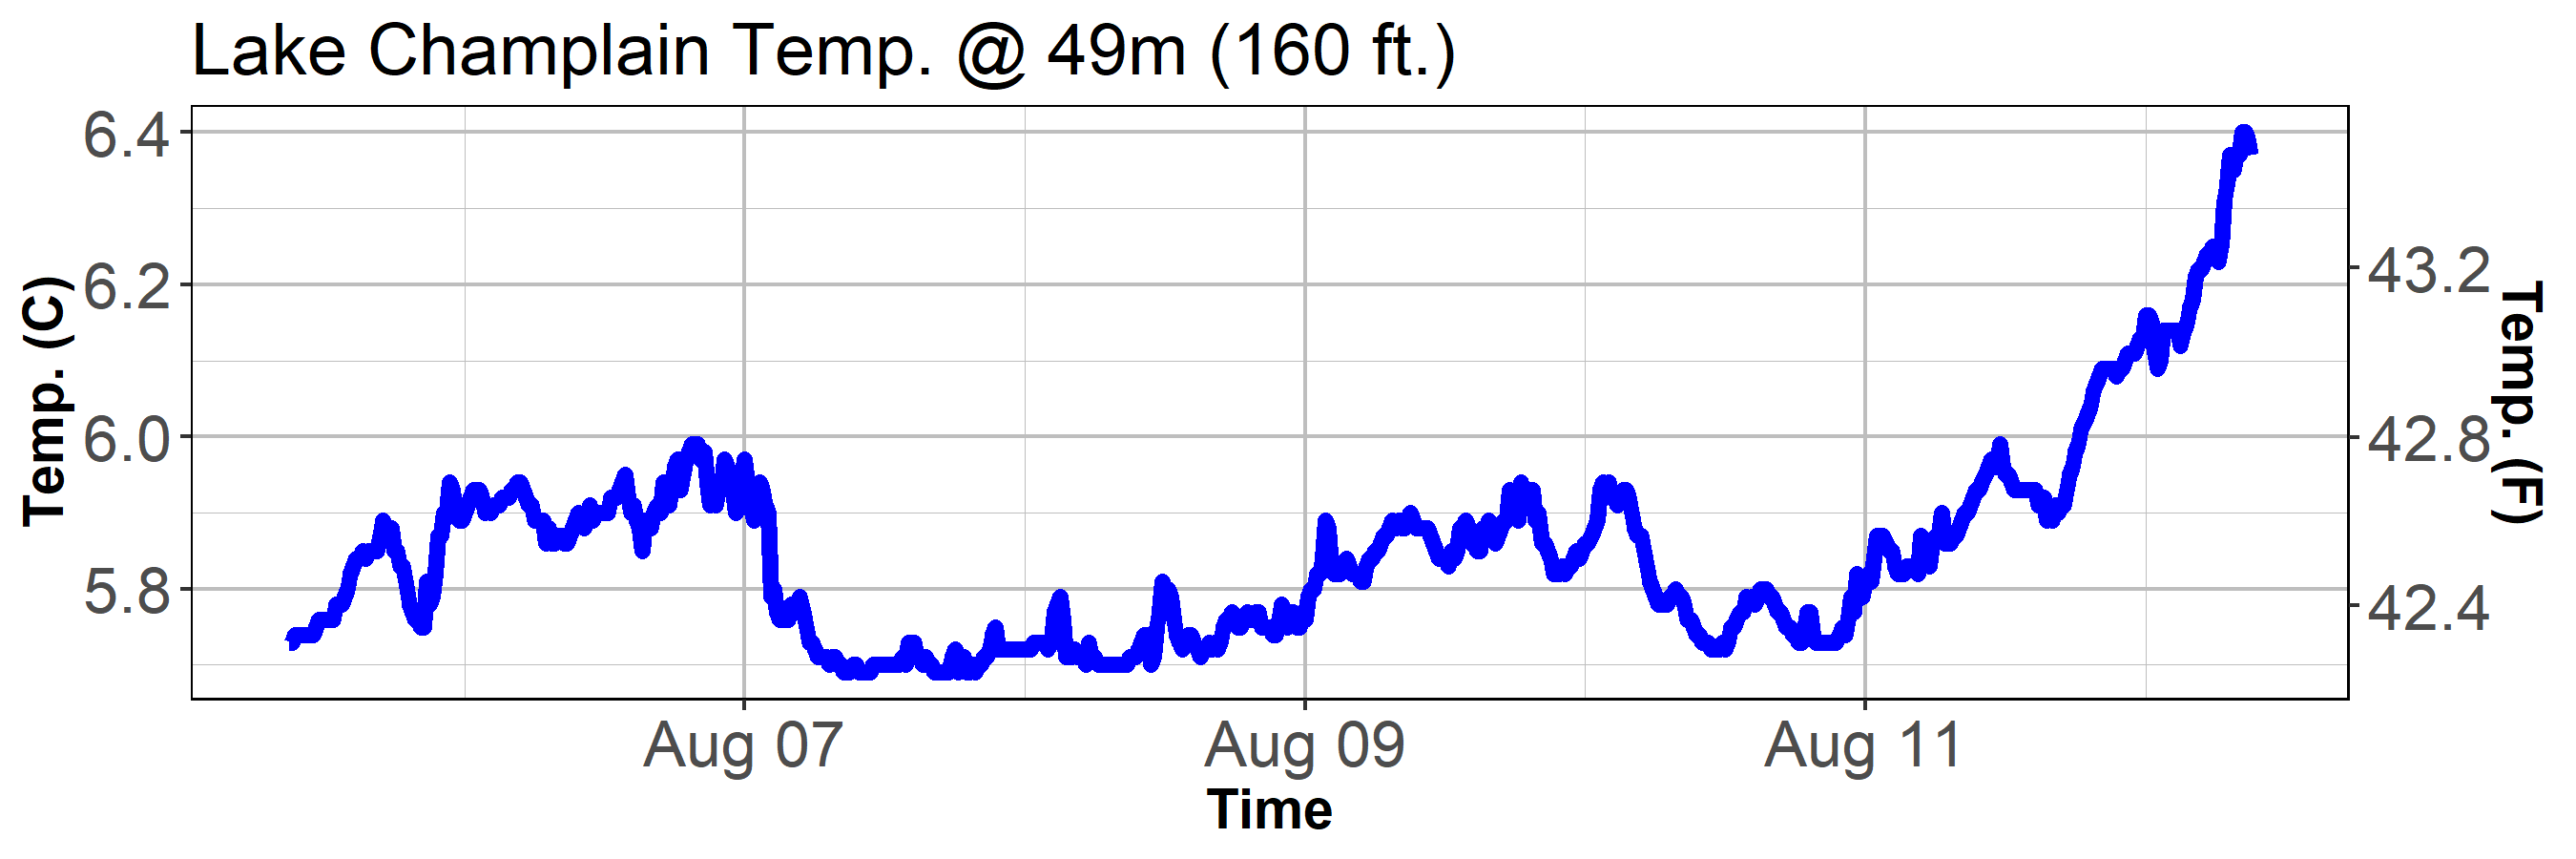 Lake Champlain Temp. @ 49m (160 ft.)
Temp. (C)
6.4
6.2
6.0
5.8
43.2
42.8
42.4
Temp. (F)
Aug 07 Aug 09 Aug 11
Time